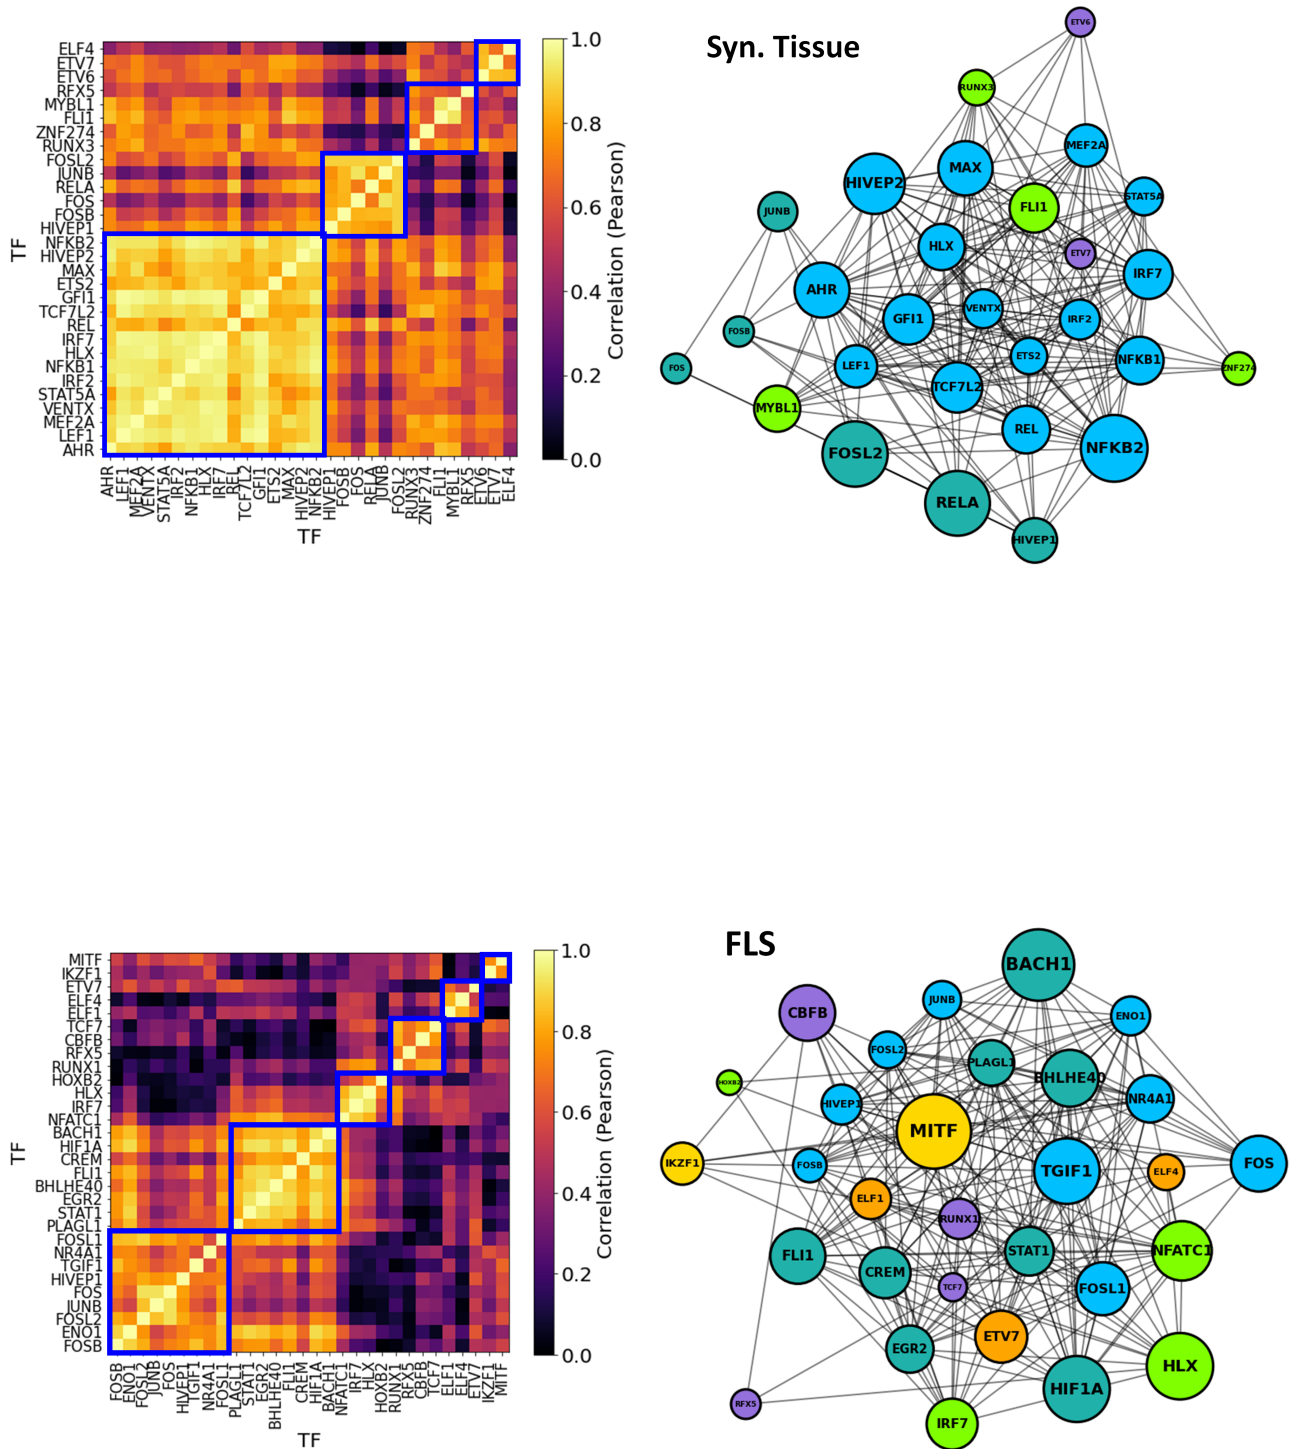 Syn. Tissue
ELF4
ETV7
ETV6
RFX5
MYBL1
FLI1
ZNF274
RUNX3
FOSL2
JUNB
RELA
FOS
FOSB
HIVEP1
NFKB2
HIVEP2
MAX
ETS2
GFI1
TCF7L2
REL
IRF7
HLX
NFKB1
IRF2
STAT5A
VENTX
MEF2A
LEF1
AHR
TF
AHR
LEF1
MEF2A
VENTX
STAT5A
IRF2
NFKB1
HLX
IRF7
REL
TCF7L2
GFI1
ETS2
MAX
HIVEP2
NFKB2
HIVEP1
FOSB
FOS
RELA
JUNB
FOSL2
RUNX3
ZNF274
FLI1
MYBL1
RFX5
ETV6
ETV7
ELF4
TF
1.0
0.8
0.6
0.4
0.2
0.0
Correlation (Pearson)
ETV6
RUNX3
MEF2A
MAX
HIVEP2
STAT5A
FLI1
JUNB
HLX
ETV7
IRF7
AHR
VENTX
GFI1
IRF2
FOSB
ETS2
NFKB1
LEF1
FOS
ZNF274
TCF7L2
MYBL1
REL
NFKB2
FOSL2
RELA
HIVEP1
FLS
MITF
IKZF1
ETV7
ELF4
ELF1
TCF7
CBFB
RFX5
RUNX1
HOXB2
HLX
IRF7
NFATC1
BACH1
HIF1A
CREM
FLI1
BHLHE40
EGR2
STAT1
PLAGL1
FOSL1
NR4A1
TGIF1
HIVEP1
FOS
JUNB
FOSL2
ENO1
FOSB
TF
FOSB
ENO1
FOSL2
JUNB
FOS
HIVEP1
TGIF1
NR4A1
FOSL1
PLAGL1
STAT1
EGR2
BHLHE40
FLI1
CREM
HIF1A
BACH1
NFATC1
IRF7
HLX
HOXB2
RUNX1
RFX5
CBFB
TCF7
ELF1
ELF4
ETV7
IKZF1
MITF
TF
1.0
0.8
0.6
0.4
0.2
0.0
Correlation (Pearson)
BACH1
JUNB
CBFB
ENO1
FOSL2
PLAGL1
BHLHE40
HOXB2
NR4A1
HIVEP1
MITF
IKZF1
FOSB
TGIF1
ELF4
FOS
ELF1
RUNX1
STAT1
NFATC1
FLI1
CREM
TCF7
FOSL1
ETV7
EGR2
HLX
HIF1A
RFX5
IRF7